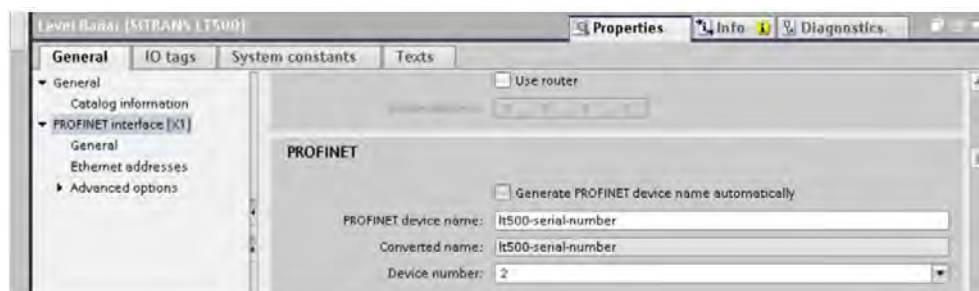 Level Radar [SITRANS LT500]
Properties
Info
Diagnostics
General
IO tags
System constants
Texts
General
Catalog information
PROFINET interface [X1]
General
Ethernet addresses
Advanced options
Use router
PROFINET
Generate PROFINET device name automatically
PROFINET device name:
lt500-serial-number
Converted name:
lt500-serial-number
Device number:
2